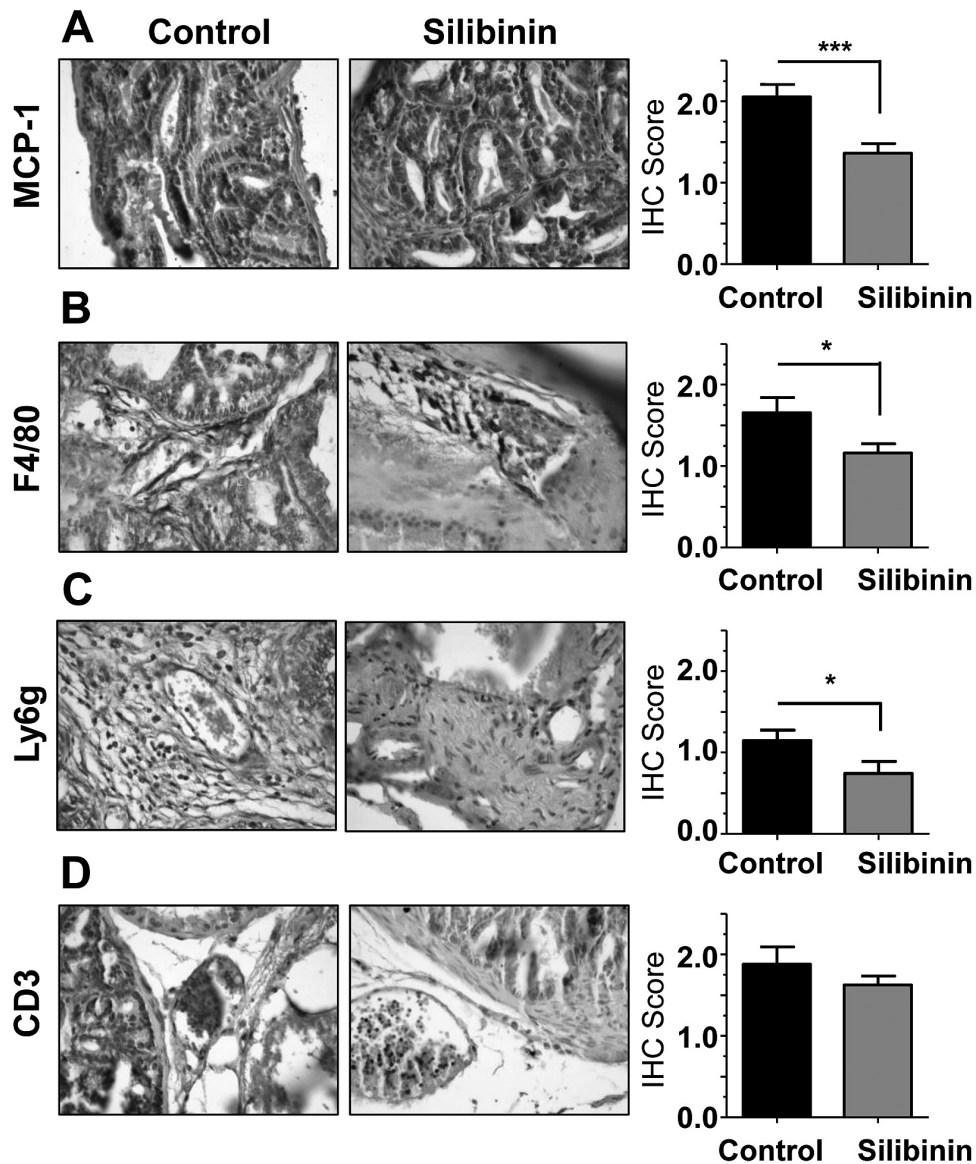 A
Control
Silibinin
MCP-1
***
IHC Score
2.0
1.0
0.0
Control
Silibinin
B
F4/80
*
IHC Score
2.0
1.0
0.0
Control
Silibinin
C
Ly6g
*
IHC Score
2.0
1.0
0.0
Control
Silibinin
D
CD3
IHC Score
2.0
1.0
0.0
Control
Silibinin